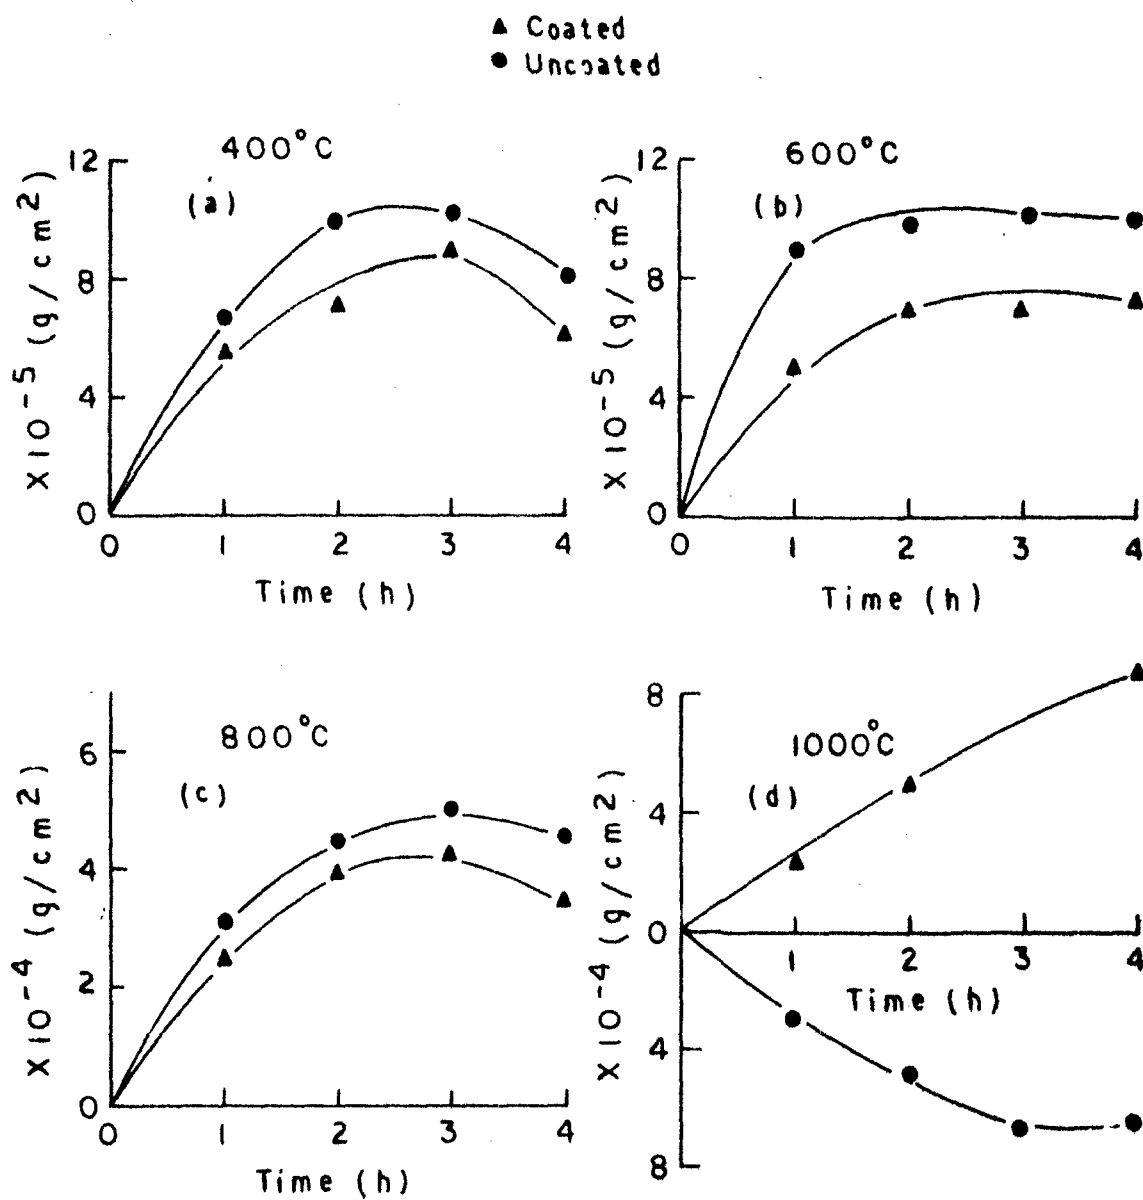 ▲ Coated
● Uncoated
400°C
(a)
12
8
4
0
X10⁻⁵ (g/cm²)
0 1 2 3 4
Time (h)
600°C
(b)
12
8
4
0
X10⁻⁵ (g/cm²)
0 1 2 3 4
Time (h)
800°C
(c)
6
4
2
0
X10⁻⁴ (g/cm²)
0 1 2 3 4
Time (h)
1000°C
(d)
8
4
0
4
8
X10⁻⁴ (g/cm²)
1 2 3 4
Time (h)